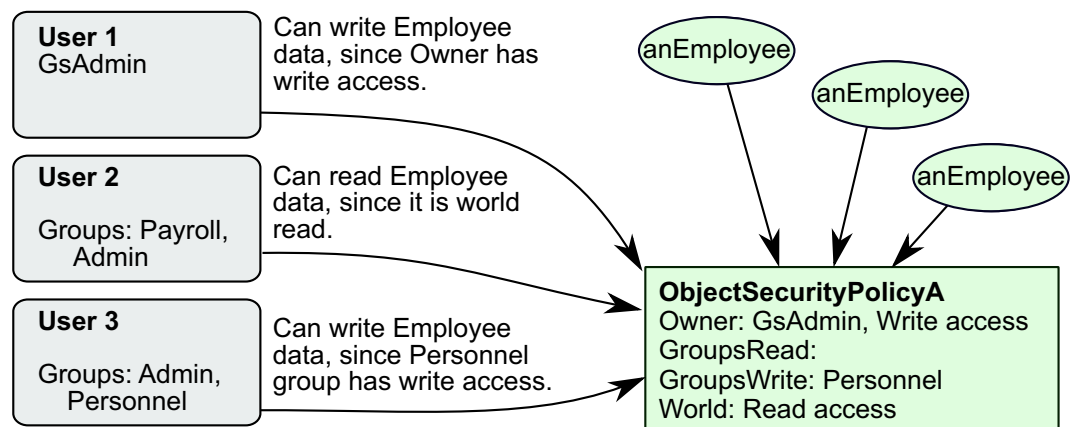 User 1
GsAdmin
Can write Employee
data, since Owner has
write access.
User 2
Groups: Payroll,
Admin
Can read Employee
data, since it is world
read.
User 3
Groups: Admin,
Personnel
Can write Employee
data, since Personnel
group has write access.
anEmployee
anEmployee
anEmployee
ObjectSecurityPolicyA
Owner: GsAdmin, Write access
GroupsRead:
GroupsWrite: Personnel
World: Read access